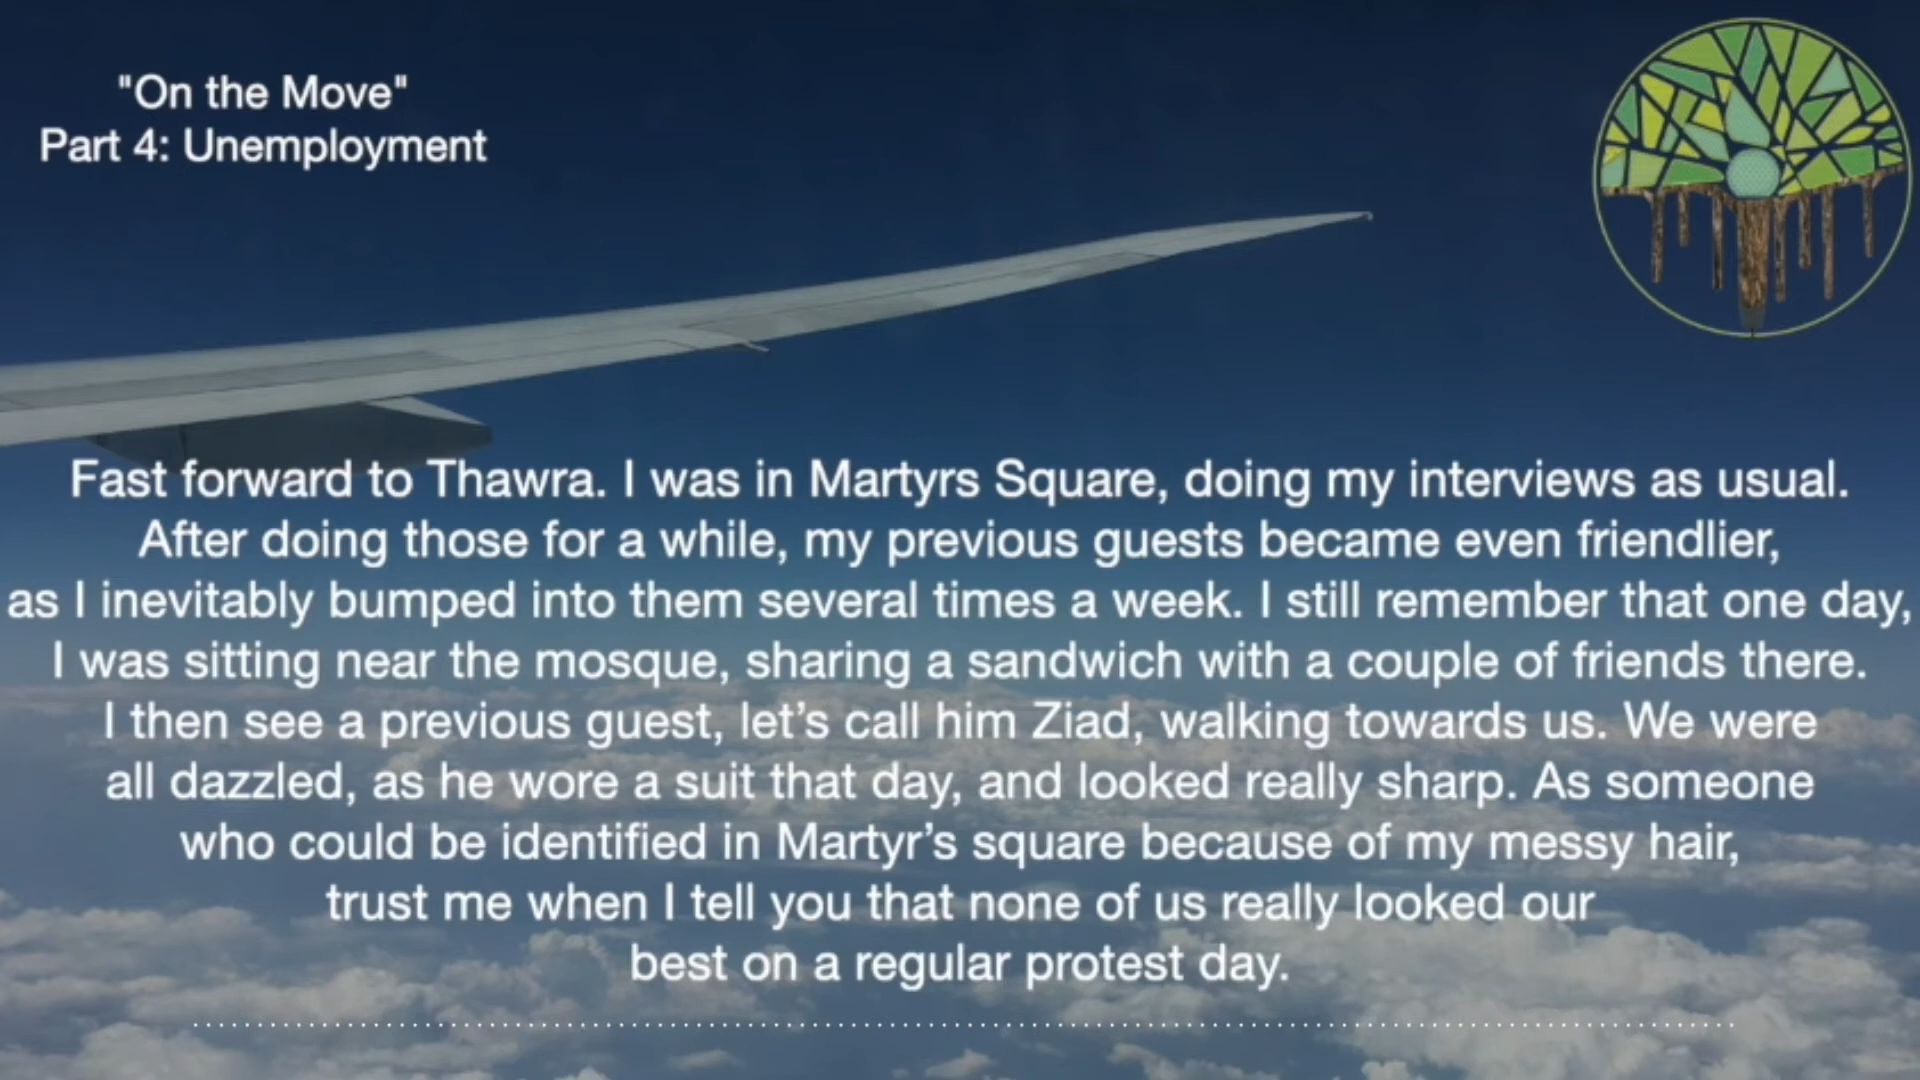 "On the Move"
Part 4: Unemployment
Fast forward to Thawra. I was in Martyrs Square, doing my interviews as usual.
After doing those for a while, my previous guests became even friendlier,
as I inevitably bumped into them several times a week. I still remember that one day,
I was sitting near the mosque, sharing a sandwich with a couple of friends there.
I then see a previous guest, let’s call him Ziad, walking towards us. We were
all dazzled, as he wore a suit that day, and looked really sharp. As someone
who could be identified in Martyr’s square because of my messy hair,
trust me when I tell you that none of us really looked our
best on a regular protest day.